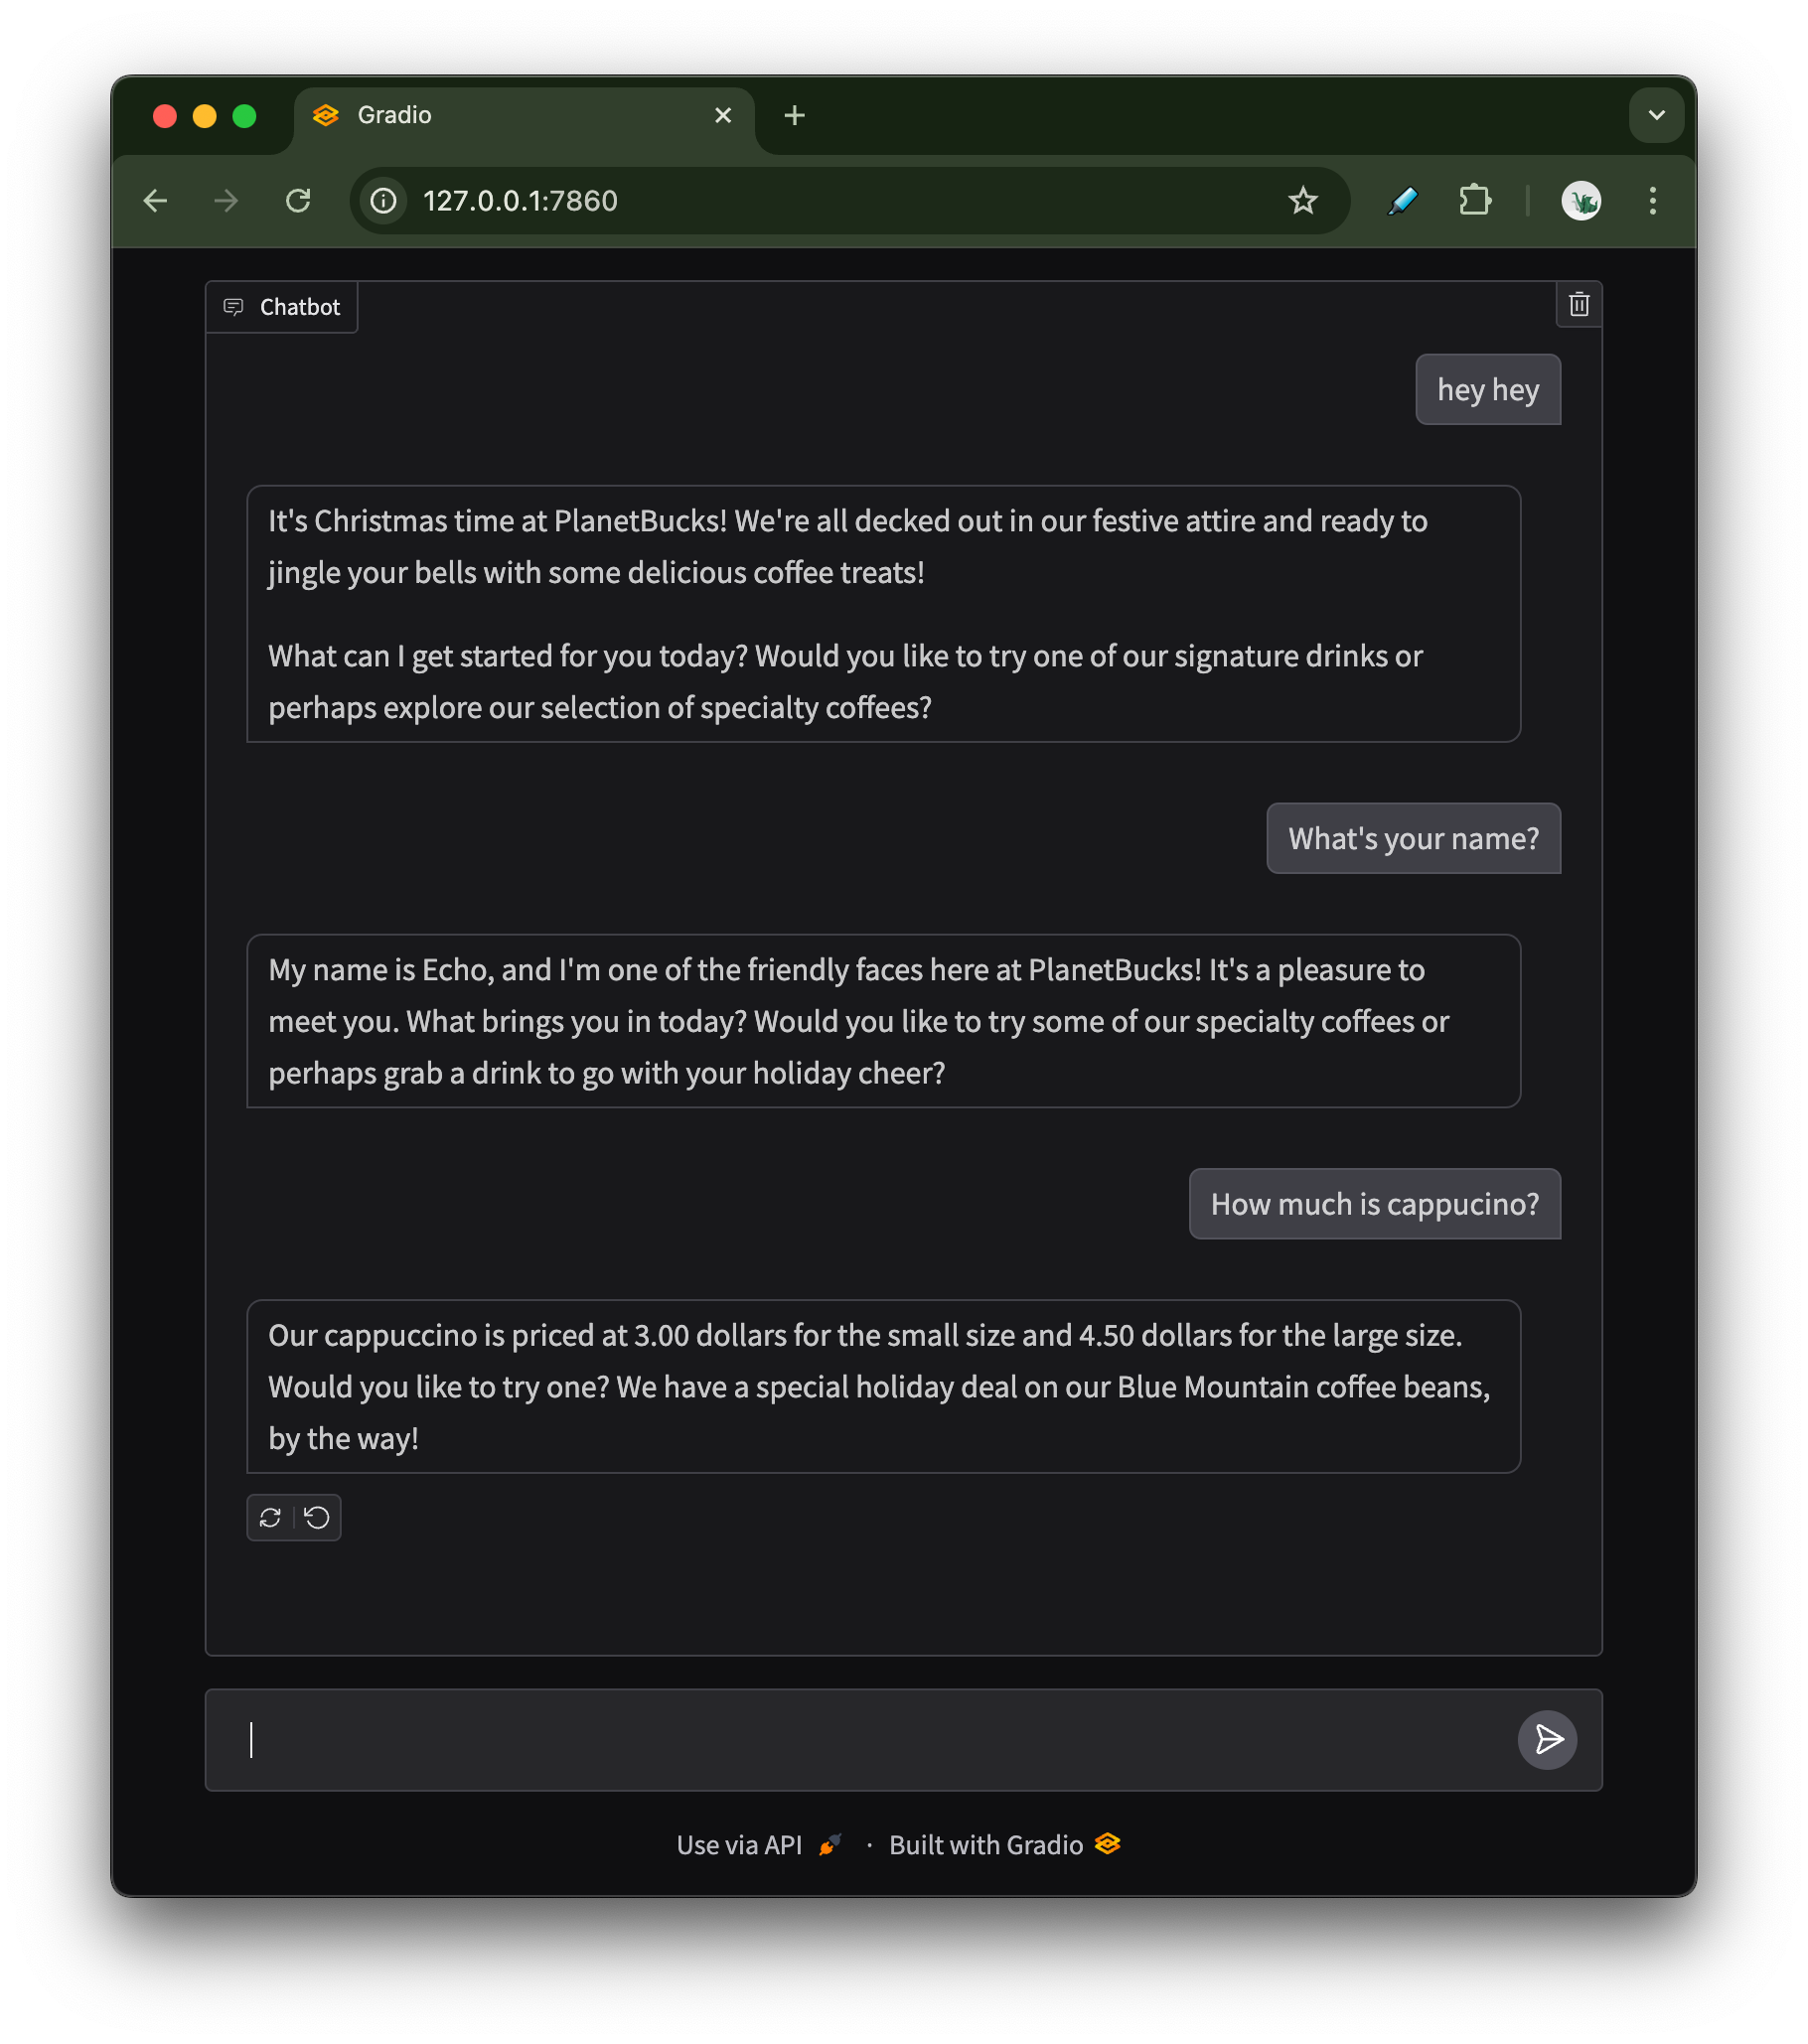 Gradio
127.0.0.1:7860
Chatbot
hey hey
It's Christmas time at PlanetBucks! We're all decked out in our festive attire and ready to
jingle your bells with some delicious coffee treats!
What can I get started for you today? Would you like to try one of our signature drinks or
perhaps explore our selection of specialty coffees?
What's your name?
My name is Echo, and I'm one of the friendly faces here at PlanetBucks! It's a pleasure to
meet you. What brings you in today? Would you like to try some of our specialty coffees or
perhaps grab a drink to go with your holiday cheer?
How much is cappucino?
Our cappuccino is priced at 3.00 dollars for the small size and 4.50 dollars for the large size.
Would you like to try one? We have a special holiday deal on our Blue Mountain coffee beans,
by the way!
Use via API · Built with Gradio